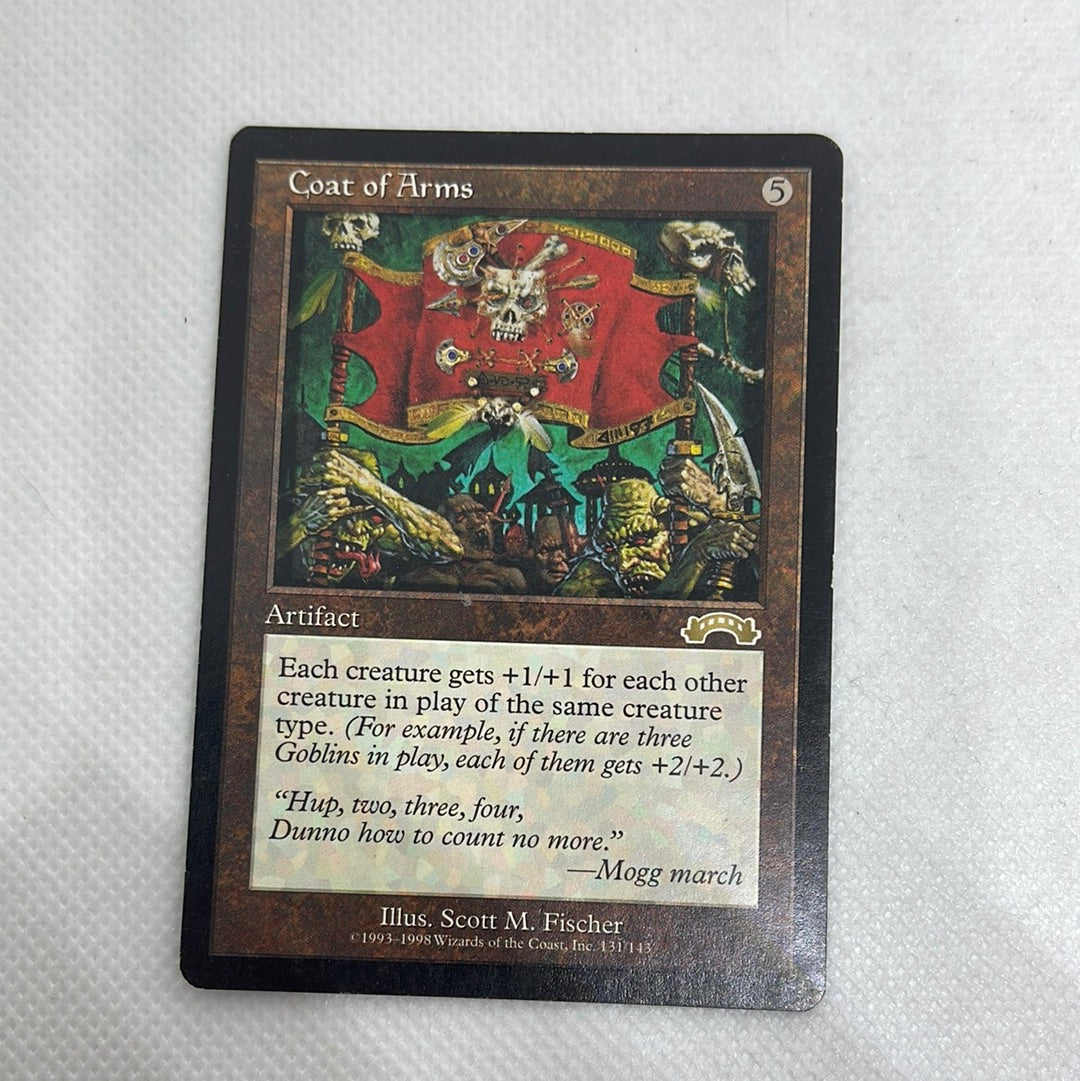 Coat of Arms
5
Artifact
Each creature gets +1/+1 for each other
creature in play of the same creature
type. (For example, if there are three
Goblins in play, each of them gets +2/+2.)
“Hup, two, three, four,
Dunno how to count no more.”
—Mogg march
Illus. Scott M. Fischer
©1993–1998 Wizards of the Coast, Inc. 131/143